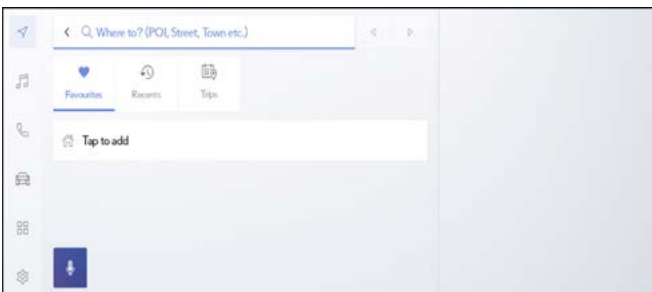 Where to? (POI, Street, Town etc.)
Favourites Recents Trips
Tap to add